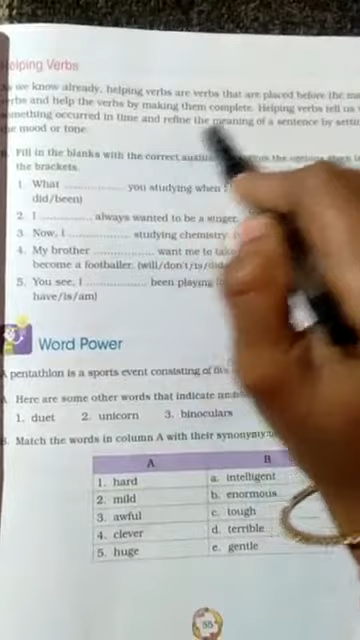 elping Verbs
s we know already, helping verbs are verbs that are placed before the ma
erbs and help the verbs by making them complete. Helping verbs tell us
omething occurred in time and refine the meaning of a sentence by settin
he mood or tone.
Fill in the blanks with the correct
the brackets.
1. What .................. you studying when
did/been)
2. I .................. always wanted to be a singer.
3. Now, I .................. studying chemistry.
4. My brother .................. want me to take
become a footballer. (will/don't/is/did
5. You see, I .................. been playing
have/is/am)
Word Power
A pentathlon is a sports event consisting of
A. Here are some other words that indicate
1. duet 2. unicorn 3. binoculars
B. Match the words in column A with their synonyms
A B
1. hard a. intelligent
2. mild b. enormous
3. awful c. tough
4. clever d. terrible
5. huge e. gentle
55